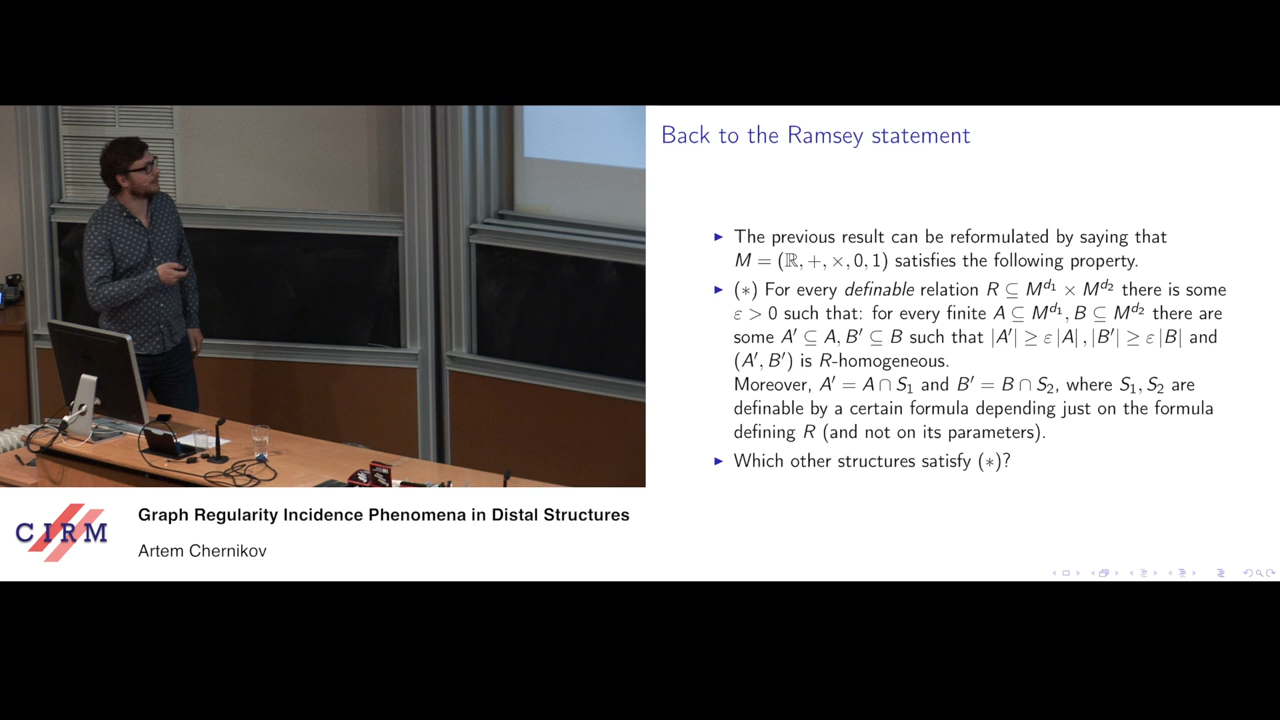 Back to the Ramsey statement
▶ The previous result can be reformulated by saying that
M = (ℝ, +, ×, 0, 1) satisfies the following property.
▶ (∗) For every definable relation R ⊆ M^{d₁} × M^{d₂} there is some
ε > 0 such that: for every finite A ⊆ M^{d₁}, B ⊆ M^{d₂} there are
some A′ ⊆ A, B′ ⊆ B such that |A′| ≥ ε |A| , |B′| ≥ ε |B| and
(A′, B′) is R-homogeneous.
Moreover, A′ = A ∩ S₁ and B′ = B ∩ S₂, where S₁, S₂ are
definable by a certain formula depending just on the formula
defining R (and not on its parameters).
▶ Which other structures satisfy (∗)?
CIRM
Graph Regularity Incidence Phenomena in Distal Structures
Artem Chernikov